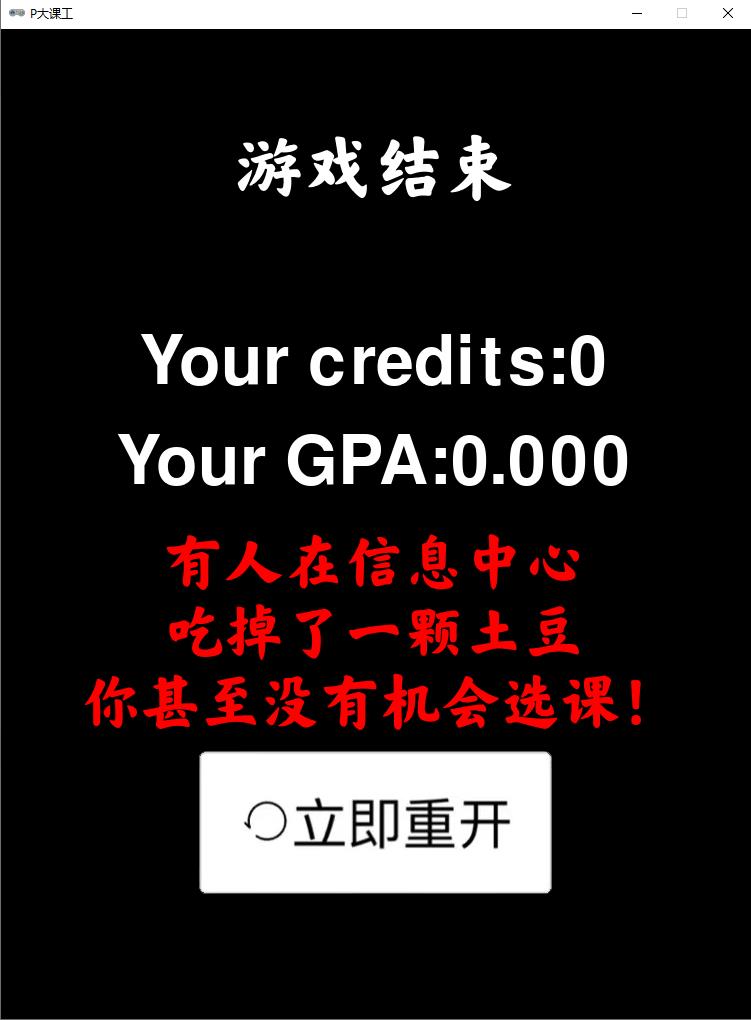 P大课工
游戏结束
Your credits:0
Your GPA:0.000
有人在信息中心
吃掉了一颗土豆
你甚至没有机会选课！
立即重开